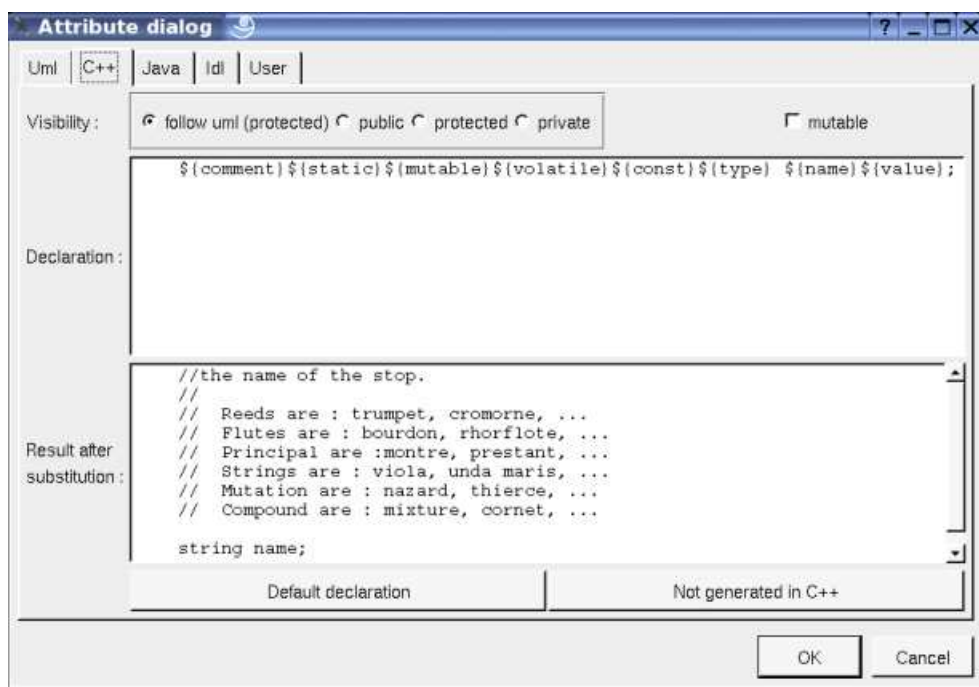 Attribute dialog
Uml C++ Java Idl User
Visibility : follow uml (protected) public protected private mutable
Declaration :
${comment}${static}${mutable}${volatile}${const}${type} ${name}${value};
Result after
substitution :
//the name of the stop.
//
//  Reeds are : trumpet, cromorne, ...
//  Flutes are : bourdon, rhorflote, ...
//  Principal are :montre, prestant, ...
//  Strings are : viola, unda maris, ...
//  Mutation are : nazard, thierce, ...
//  Compound are : mixture, cornet, ...
string name;
Default declaration Not generated in C++
OK Cancel